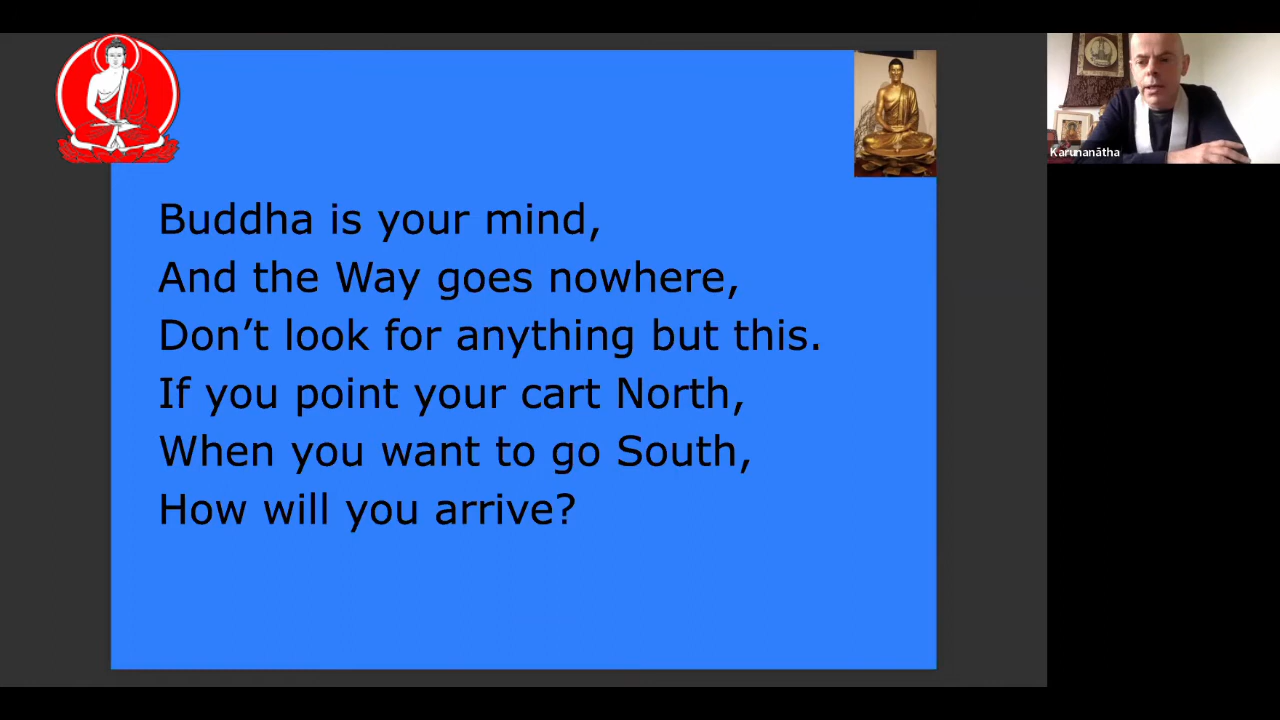 Buddha is your mind,
And the Way goes nowhere,
Don’t look for anything but this.
If you point your cart North,
When you want to go South,
How will you arrive?
Karunanātha